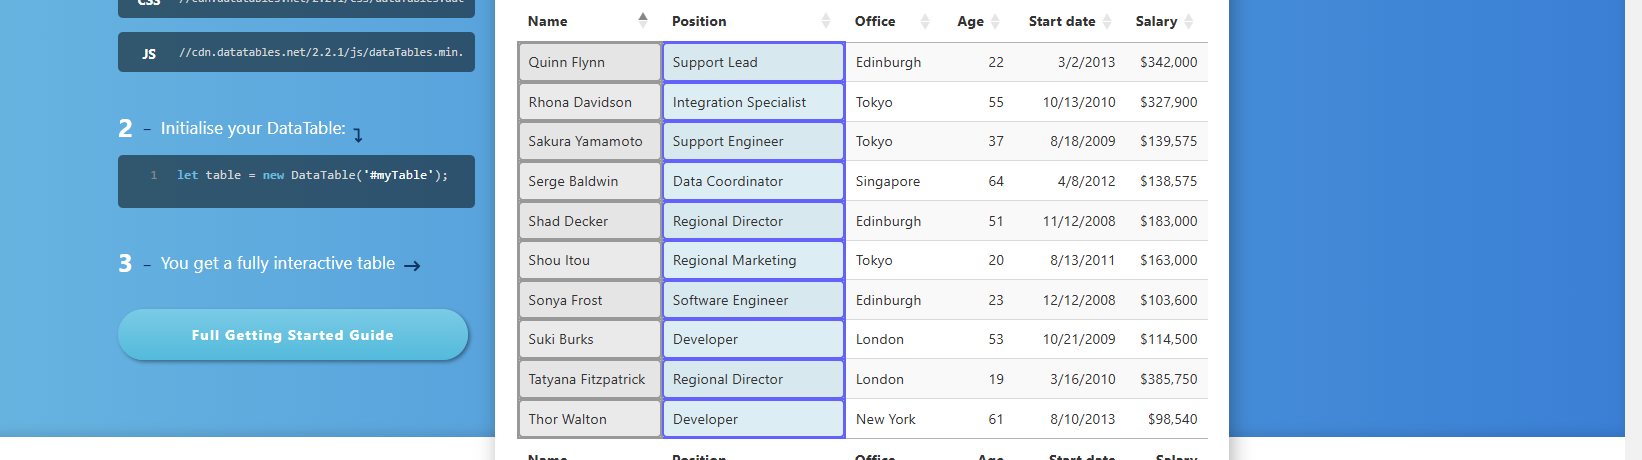 CSS //cdn.datatables.net/2.2.1/css/dataTables.dat
JS //cdn.datatables.net/2.2.1/js/dataTables.min.
2 – Initialise your DataTable:
1 let table = new DataTable('#myTable');
3 – You get a fully interactive table →
Full Getting Started Guide
Name Position Office Age Start date Salary
Quinn Flynn Support Lead Edinburgh 22 3/2/2013 $342,000
Rhona Davidson Integration Specialist Tokyo 55 10/13/2010 $327,900
Sakura Yamamoto Support Engineer Tokyo 37 8/18/2009 $139,575
Serge Baldwin Data Coordinator Singapore 64 4/8/2012 $138,575
Shad Decker Regional Director Edinburgh 51 11/12/2008 $183,000
Shou Itou Regional Marketing Tokyo 20 8/13/2011 $163,000
Sonya Frost Software Engineer Edinburgh 23 12/12/2008 $103,600
Suki Burks Developer London 53 10/21/2009 $114,500
Tatyana Fitzpatrick Regional Director London 19 3/16/2010 $385,750
Thor Walton Developer New York 61 8/10/2013 $98,540
Name Position Office Age Start date Salary